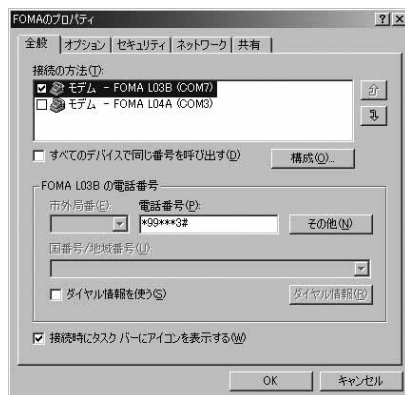 FOMAのプロパティ
全般 オプション セキュリティ ネットワーク 共有
接続の方法(T):
モデム - FOMA L03B (COM7)
モデム - FOMA L04A (COM3)
すべてのデバイスで同じ番号を呼び出す(D) 構成(O)...
FOMA L03B の電話番号
市外局番(E): 電話番号(P):
*99***3# その他(N)
国番号/地域番号(U):
ダイヤル情報を使う(S) ダイヤル情報(R)
接続時にタスク バーにアイコンを表示する(W)
OK キャンセル